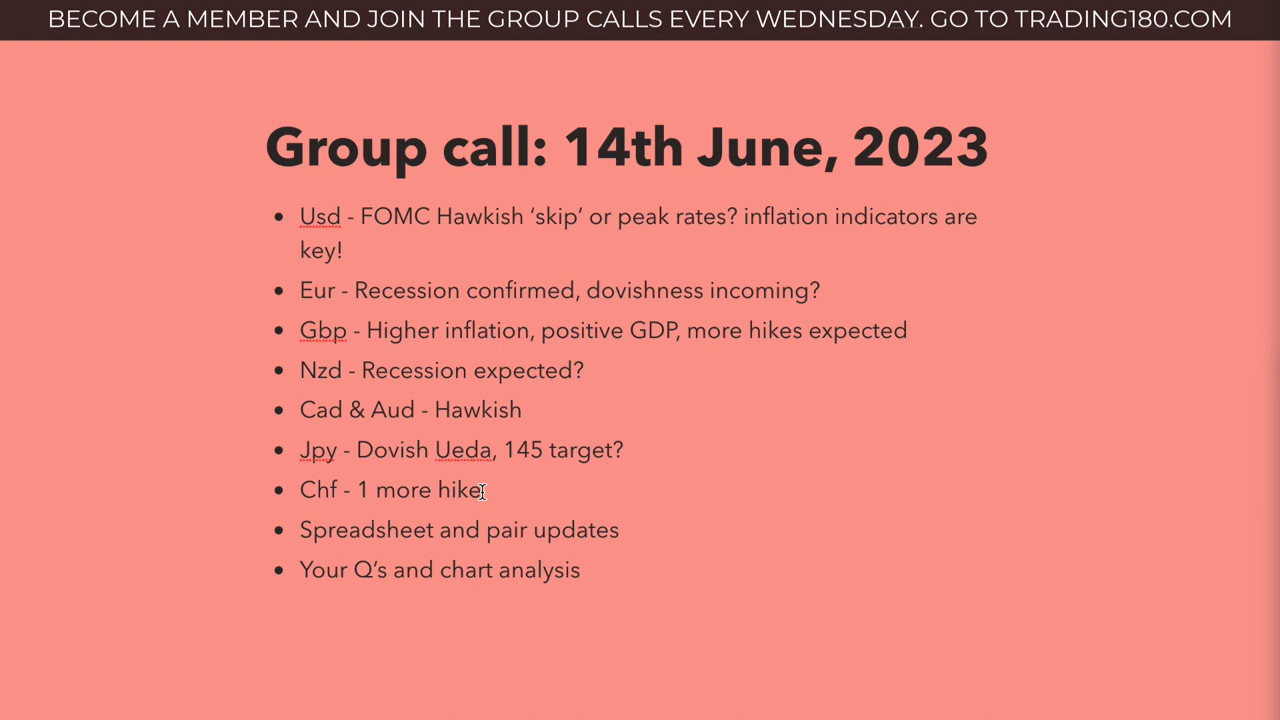 BECOME A MEMBER AND JOIN THE GROUP CALLS EVERY WEDNESDAY. GO TO TRADING180.COM
Group call: 14th June, 2023
• Usd - FOMC Hawkish ‘skip’ or peak rates? inflation indicators are
key!
• Eur - Recession confirmed, dovishness incoming?
• Gbp - Higher inflation, positive GDP, more hikes expected
• Nzd - Recession expected?
• Cad & Aud - Hawkish
• Jpy - Dovish Ueda, 145 target?
• Chf - 1 more hike
• Spreadsheet and pair updates
• Your Q’s and chart analysis